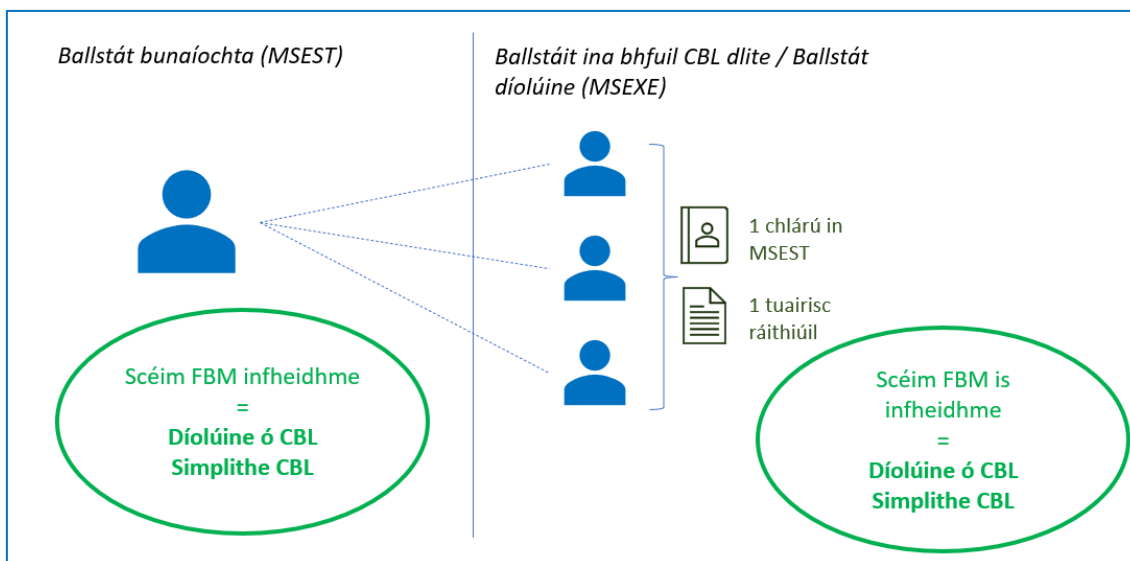 Ballstát bunaíochta (MSEST)
Ballstáit ina bhfuil CBL dlite / Ballstát
díolúine (MSEXE)
1 chlárú in
MSEST
1 tuairisc
ráithiúil
Scéim FBM infheidhme
=
Díolúine ó CBL
Simplithe CBL
Scéim FBM is
infheidhme
=
Díolúine ó CBL
Simplithe CBL